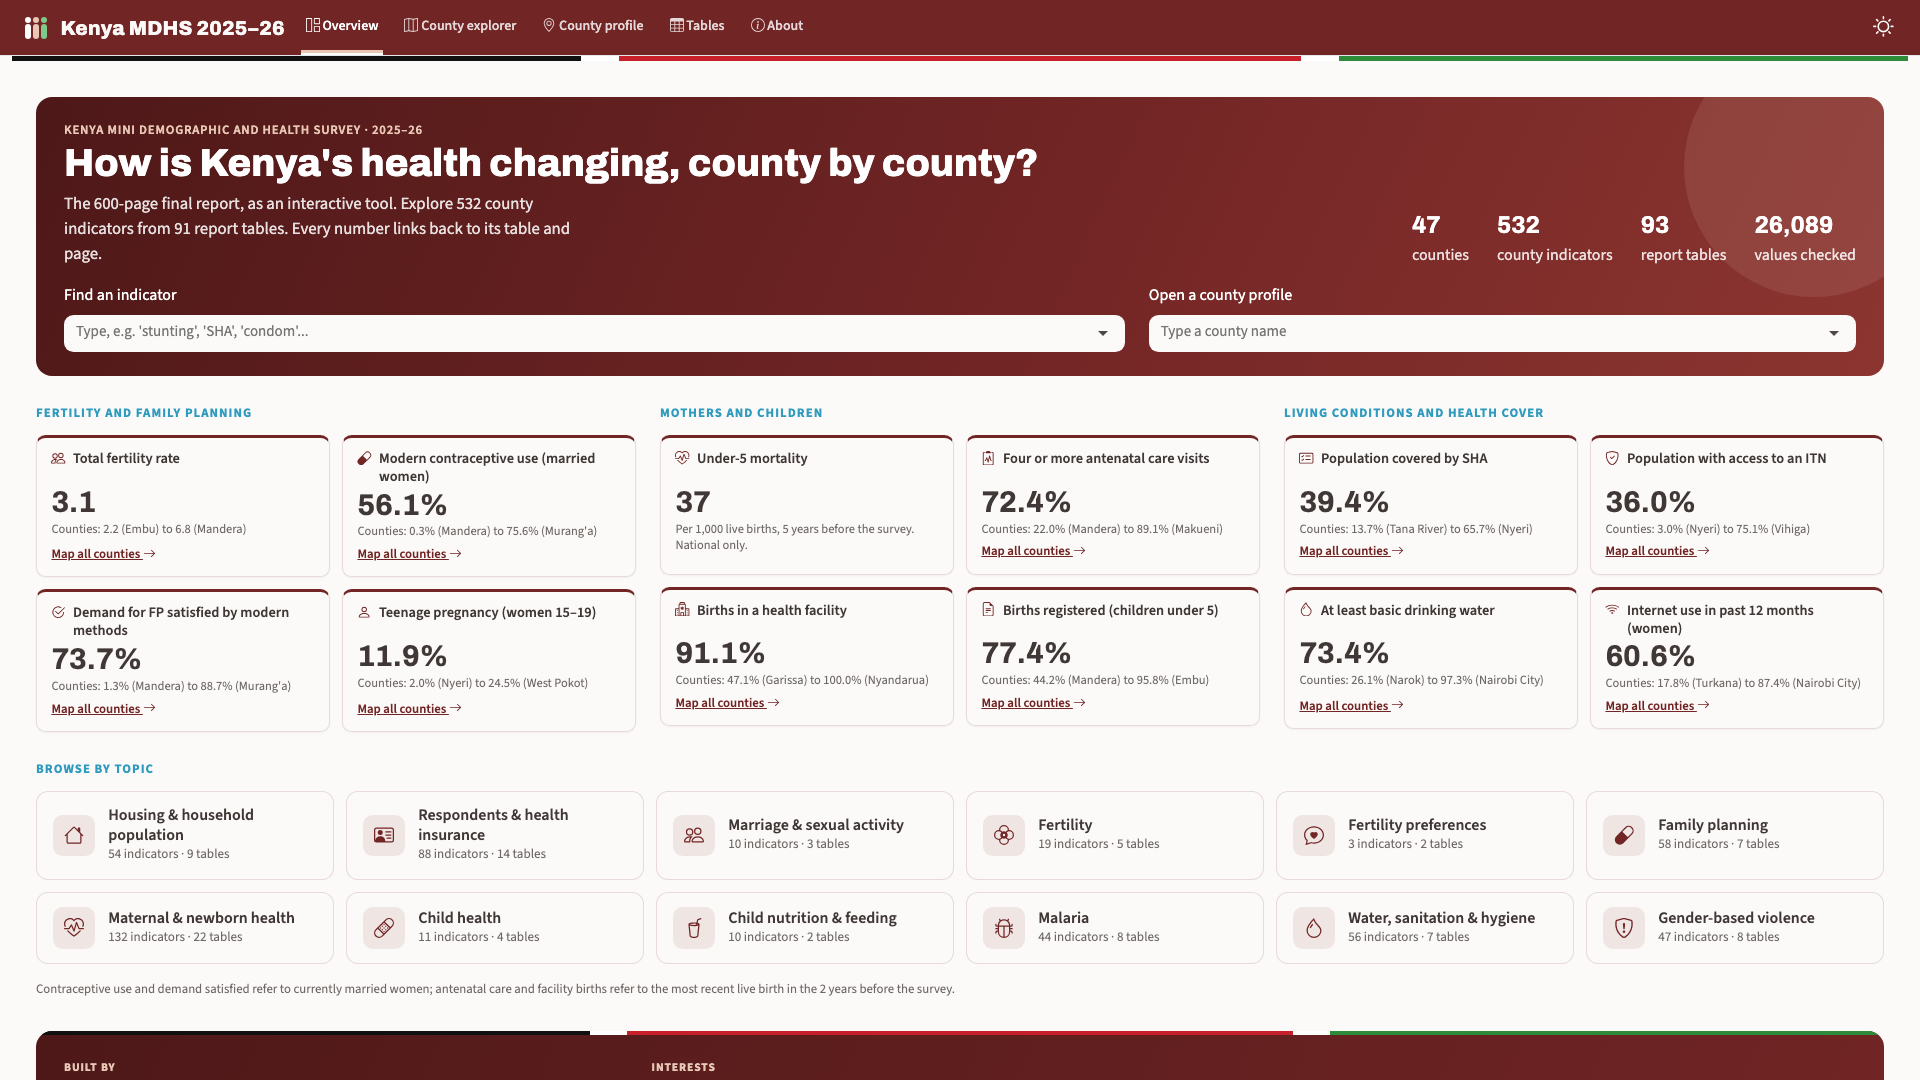 Kenya MDHS 2025–26
Overview
County explorer
County profile
Tables
About
KENYA MINI DEMOGRAPHIC AND HEALTH SURVEY · 2025–26
How is Kenya's health changing, county by county?
The 600-page final report, as an interactive tool. Explore 532 county
indicators from 91 report tables. Every number links back to its table and
page.
47
counties
532
county indicators
93
report tables
26,089
values checked
Find an indicator
Type, e.g. 'stunting', 'SHA', 'condom'...
Open a county profile
Type a county name
FERTILITY AND FAMILY PLANNING
Total fertility rate
3.1
Counties: 2.2 (Embu) to 6.8 (Mandera)
Map all counties →
Modern contraceptive use (married
women)
56.1%
Counties: 0.3% (Mandera) to 75.6% (Murang'a)
Map all counties →
Demand for FP satisfied by modern
methods
73.7%
Counties: 1.3% (Mandera) to 88.7% (Murang'a)
Map all counties →
Teenage pregnancy (women 15–19)
11.9%
Counties: 2.0% (Nyeri) to 24.5% (West Pokot)
Map all counties →
MOTHERS AND CHILDREN
Under-5 mortality
37
Per 1,000 live births, 5 years before the survey.
National only.
Four or more antenatal care visits
72.4%
Counties: 22.0% (Mandera) to 89.1% (Makueni)
Map all counties →
Births in a health facility
91.1%
Counties: 47.1% (Garissa) to 100.0% (Nyandarua)
Map all counties →
Births registered (children under 5)
77.4%
Counties: 44.2% (Mandera) to 95.8% (Embu)
Map all counties →
LIVING CONDITIONS AND HEALTH COVER
Population covered by SHA
39.4%
Counties: 13.7% (Tana River) to 65.7% (Nyeri)
Map all counties →
Population with access to an ITN
36.0%
Counties: 3.0% (Nyeri) to 75.1% (Vihiga)
Map all counties →
At least basic drinking water
73.4%
Counties: 26.1% (Narok) to 97.3% (Nairobi City)
Map all counties →
Internet use in past 12 months
(women)
60.6%
Counties: 17.8% (Turkana) to 87.4% (Nairobi City)
Map all counties →
BROWSE BY TOPIC
Housing & household
population
54 indicators · 9 tables
Respondents & health
insurance
88 indicators · 14 tables
Marriage & sexual activity
10 indicators · 3 tables
Fertility
19 indicators · 5 tables
Fertility preferences
3 indicators · 2 tables
Family planning
58 indicators · 7 tables
Maternal & newborn health
132 indicators · 22 tables
Child health
11 indicators · 4 tables
Child nutrition & feeding
10 indicators · 2 tables
Malaria
44 indicators · 8 tables
Water, sanitation & hygiene
56 indicators · 7 tables
Gender-based violence
47 indicators · 8 tables
Contraceptive use and demand satisfied refer to currently married women; antenatal care and facility births refer to the most recent live birth in the 2 years before the survey.
BUILT BY
INTERESTS